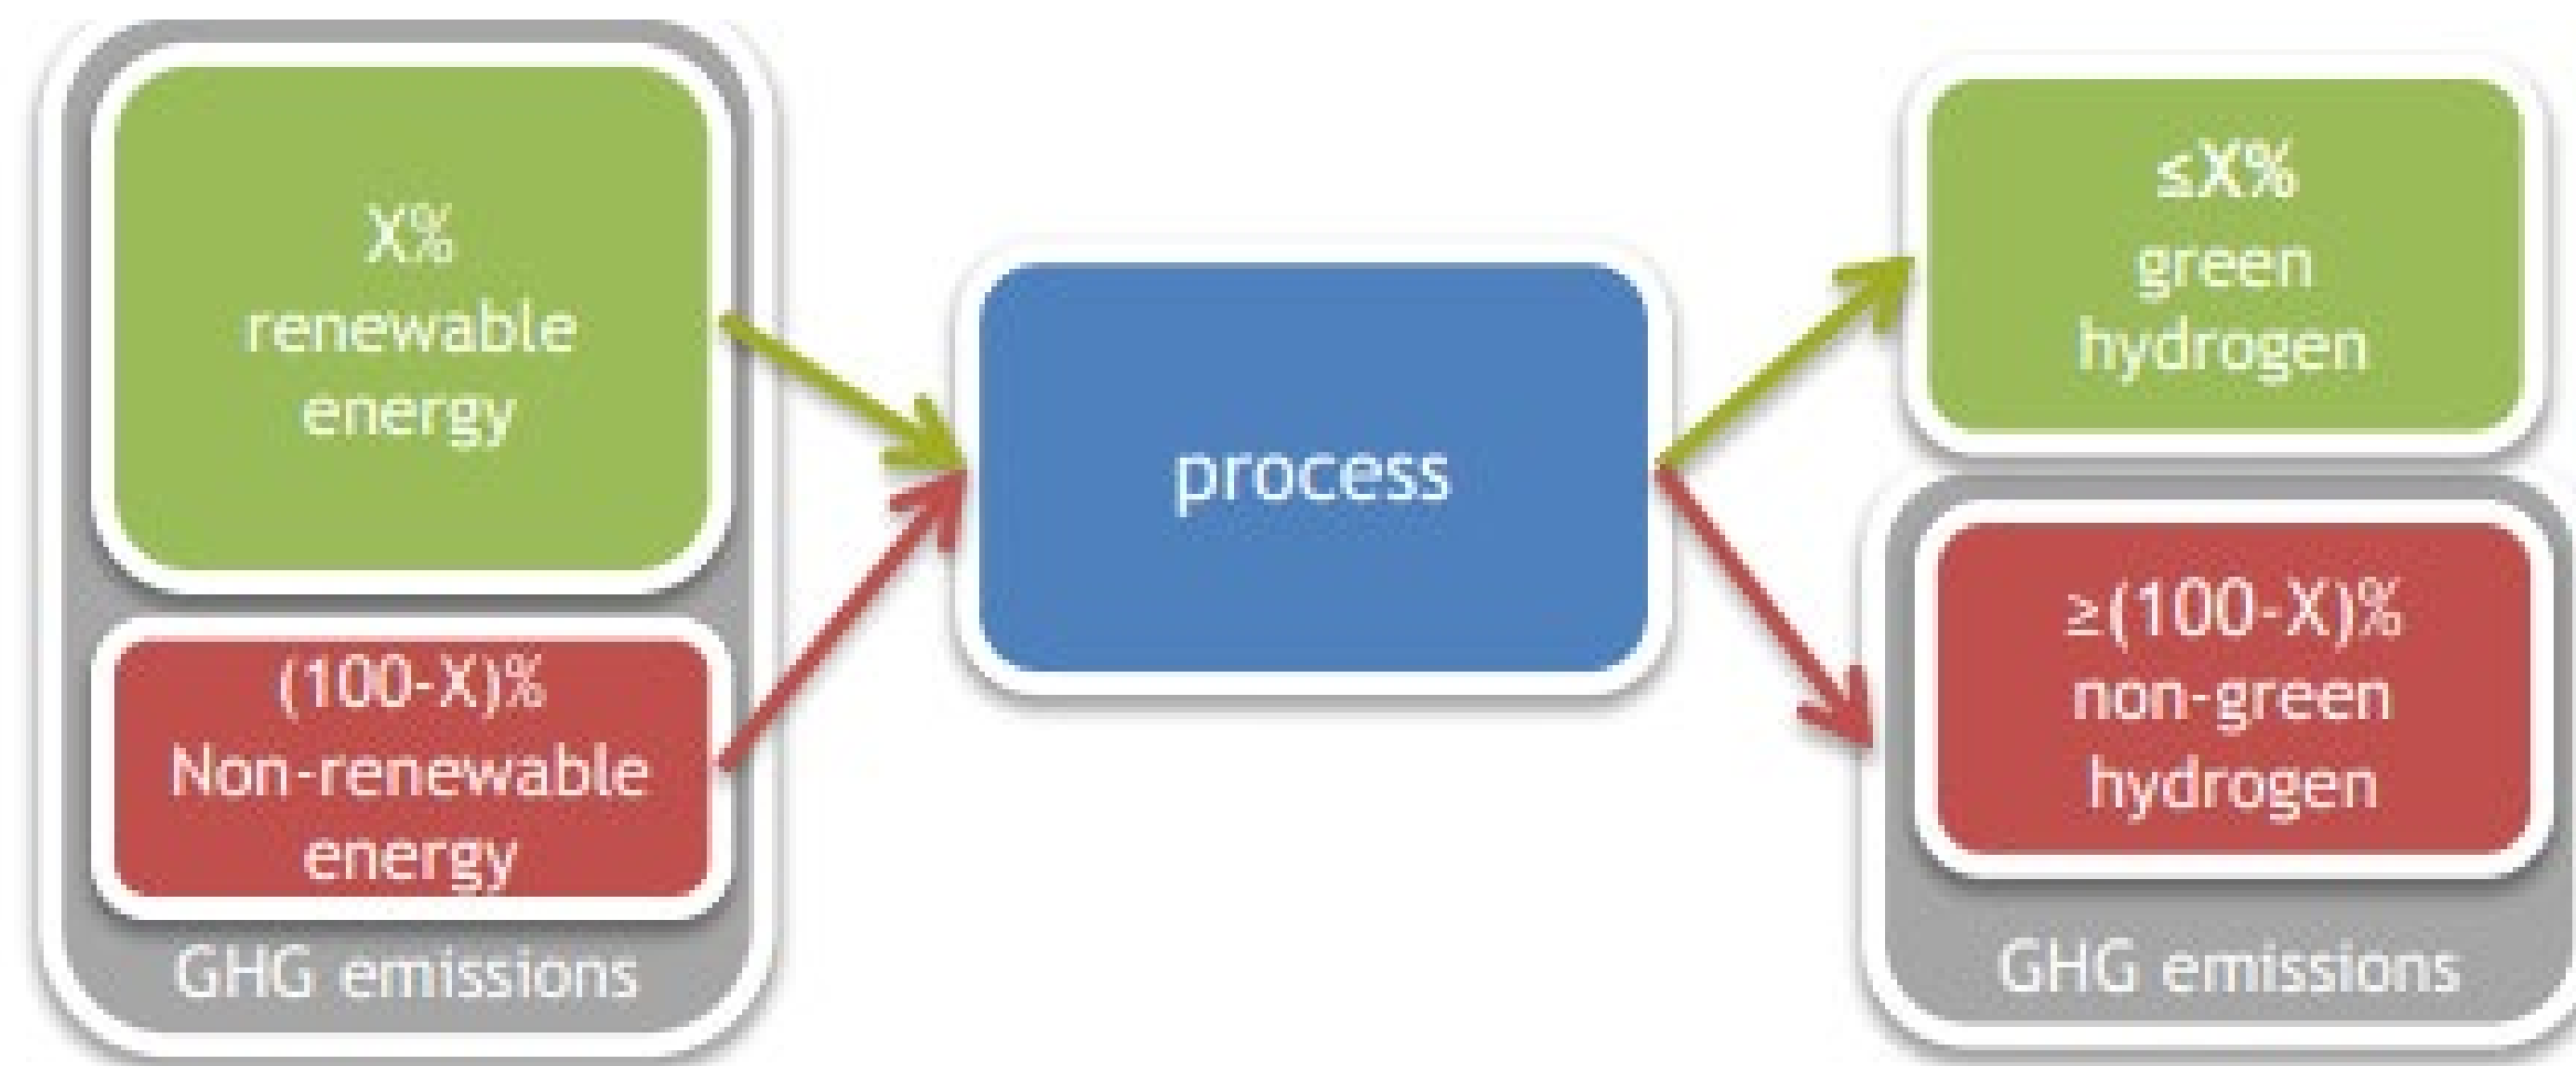 X%
renewable
energy
(100-X)%
Non-renewable
energy
GHG emissions
process
≤X%
green
hydrogen
≥(100-X)%
non-green
hydrogen
GHG emissions